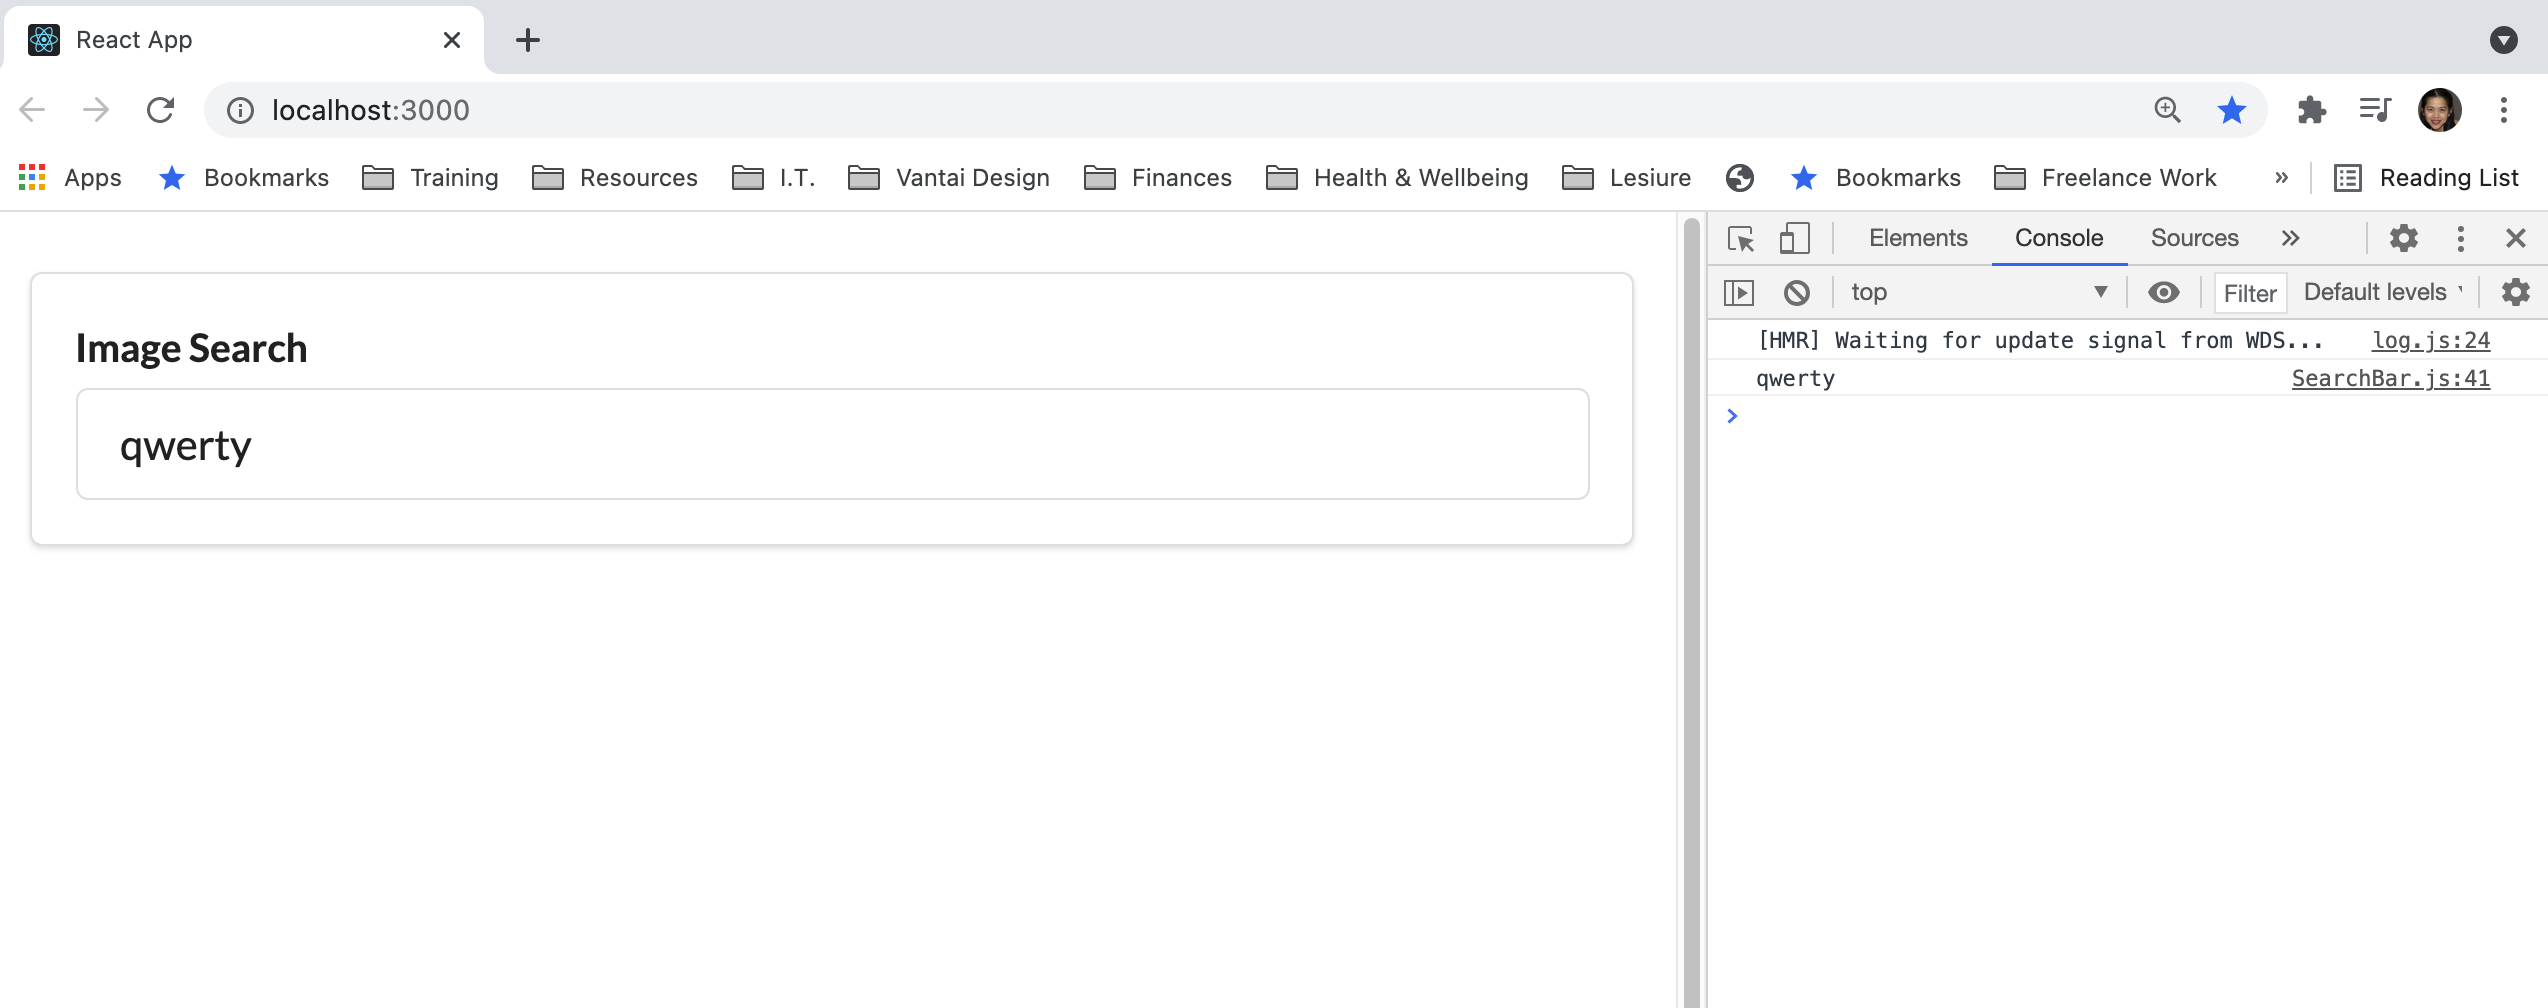 React App
localhost:3000
Apps Bookmarks Training Resources I.T. Vantai Design Finances Health & Wellbeing Lesiure Bookmarks Freelance Work » Reading List
Elements Console Sources »
top Filter Default levels
Image Search
qwerty
[HMR] Waiting for update signal from WDS... log.js:24
qwerty SearchBar.js:41